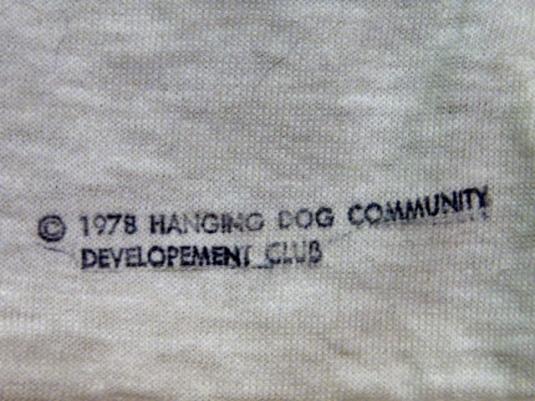 © 1978 HANGING DOG COMMUNITY
DEVELOPEMENT CLUB